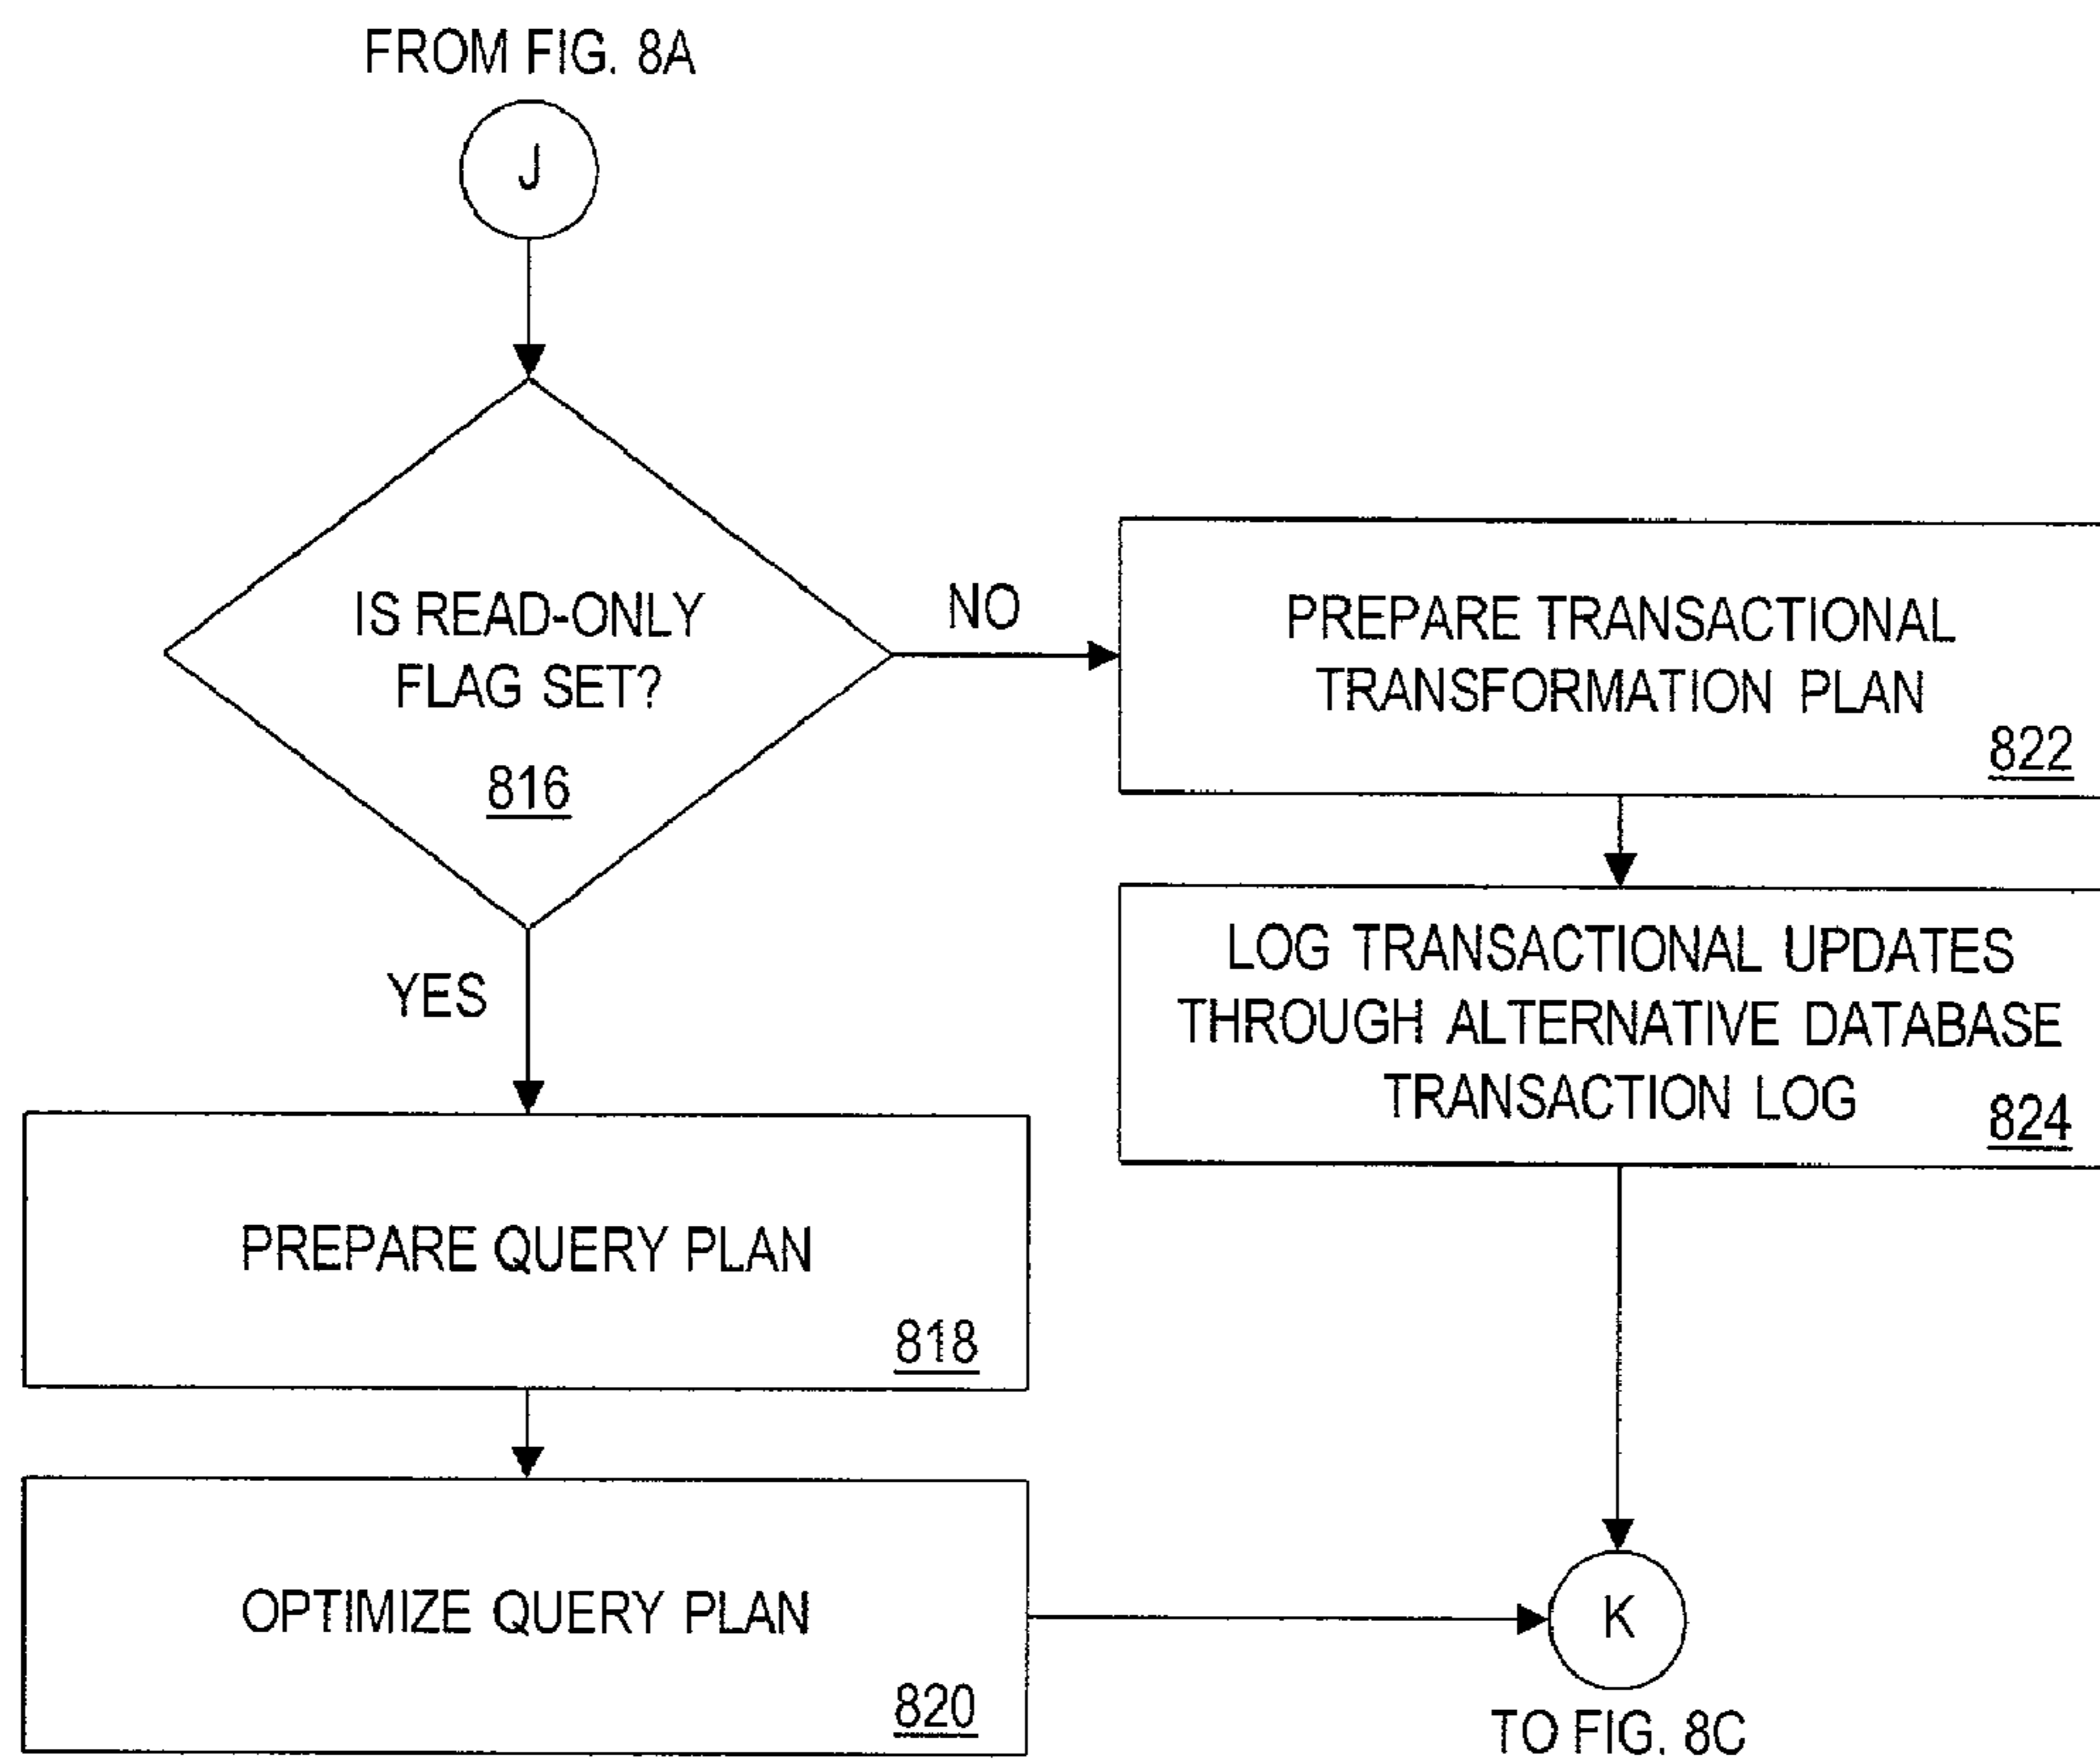 FROM FIG. 8A
J
IS READ-ONLY
FLAG SET?
816
NO
YES
PREPARE TRANSACTIONAL
TRANSFORMATION PLAN
822
LOG TRANSACTIONAL UPDATES
THROUGH ALTERNATIVE DATABASE
TRANSACTION LOG
824
PREPARE QUERY PLAN
818
OPTIMIZE QUERY PLAN
820
K
TO FIG. 8C